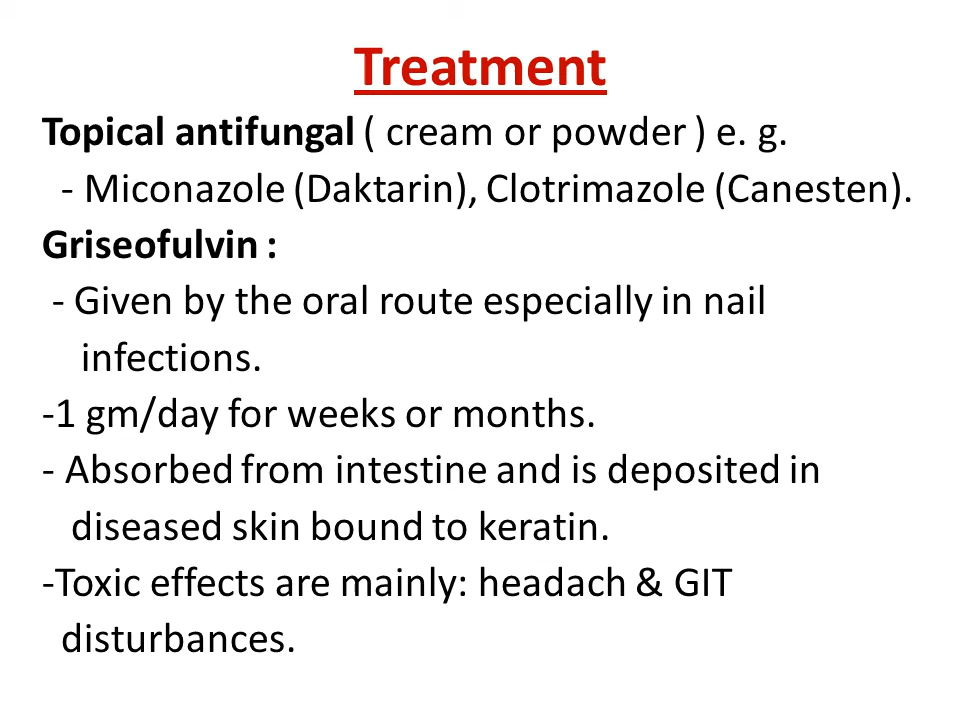 Treatment
Topical antifungal ( cream or powder ) e. g.
- Miconazole (Daktarin), Clotrimazole (Canesten).
Griseofulvin :
- Given by the oral route especially in nail
infections.
-1 gm/day for weeks or months.
- Absorbed from intestine and is deposited in
diseased skin bound to keratin.
-Toxic effects are mainly: headach & GIT
disturbances.